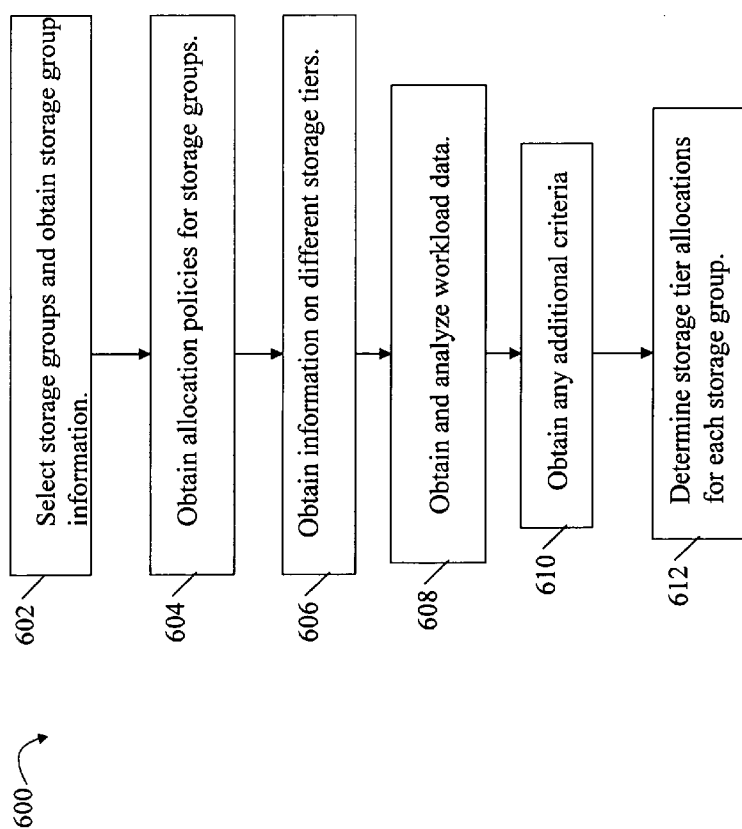 600
602
Select storage groups and obtain storage group
information.
604
Obtain allocation policies for storage groups.
606
Obtain information on different storage tiers.
608
Obtain and analyze workload data.
610
Obtain any additional criteria
612
Determine storage tier allocations
for each storage group.